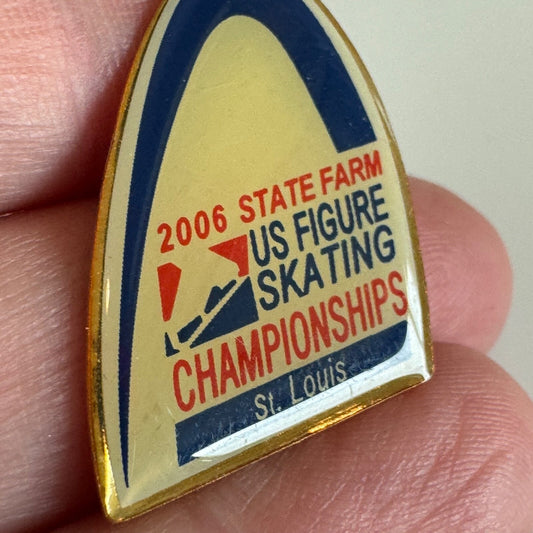 2006 STATE FARM
US FIGURE
SKATING
CHAMPIONSHIPS
St. Louis